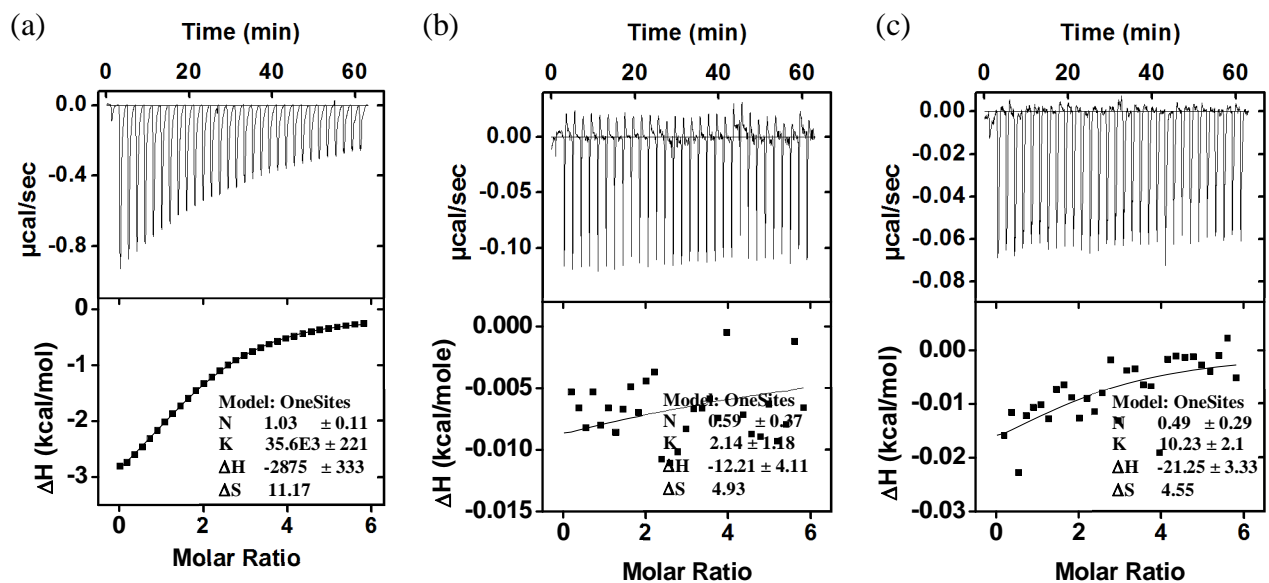 (a)
Time (min)
0 20 40 60
0.0
-0.4
-0.8
µcal/sec
0
-1
-2
-3
ΔH (kcal/mol)
Model: OneSites
N 1.03 ± 0.11
K 35.6E3 ± 221
ΔH -2875 ± 333
ΔS 11.17
0 2 4 6
Molar Ratio
(b)
Time (min)
0 20 40 60
0.00
-0.05
-0.10
µcal/sec
0.000
-0.005
-0.010
-0.015
ΔH (kcal/mole)
Model: OneSites
N 0.59 ± 0.37
K 2.14 ± 1.18
ΔH -12.21 ± 4.11
ΔS 4.93
0 2 4 6
Molar Ratio
(c)
Time (min)
0 20 40 60
0.00
-0.02
-0.04
-0.06
-0.08
µcal/sec
0.00
-0.01
-0.02
-0.03
ΔH (kcal/mol)
Model: OneSites
N 0.49 ± 0.29
K 10.23 ± 2.1
ΔH -21.25 ± 3.33
ΔS 4.55
0 2 4 6
Molar Ratio